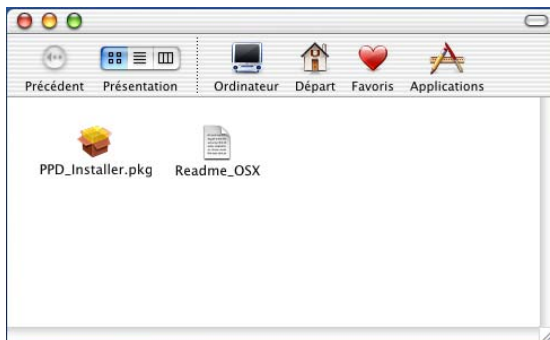 Précédent Présentation Ordinateur Départ Favoris Applications
PPD_Installer.pkg Readme_OSX